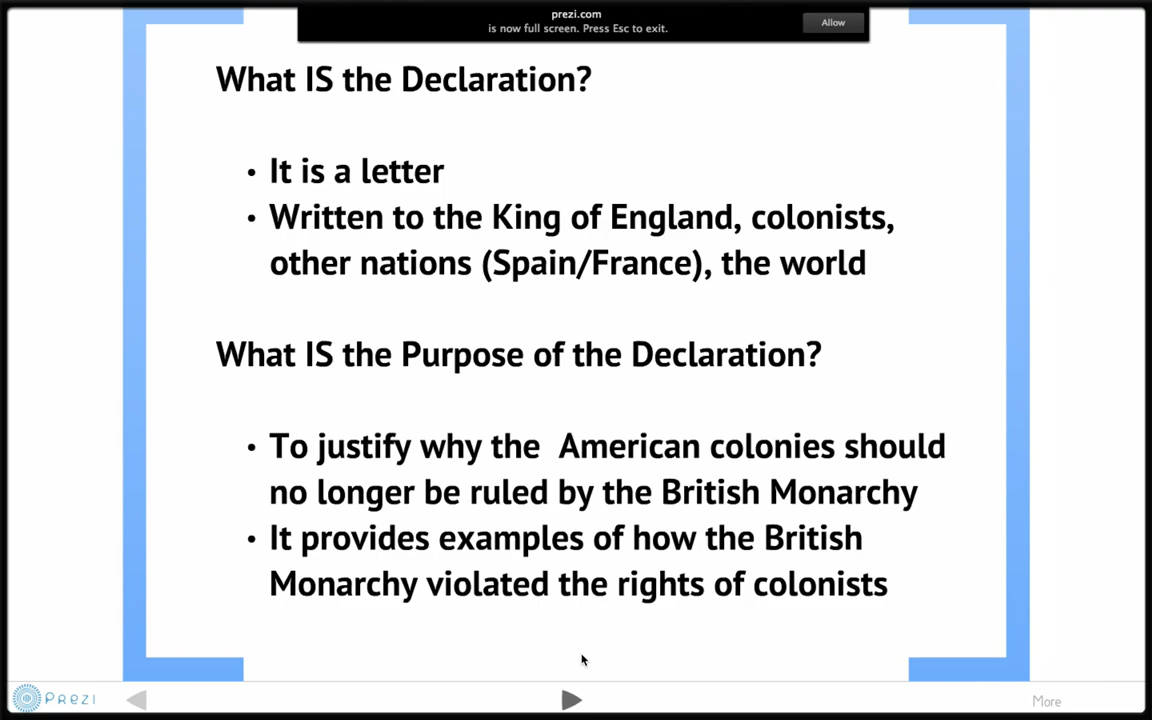 prezi.com
is now full screen. Press Esc to exit.
Allow
What IS the Declaration?
• It is a letter
• Written to the King of England, colonists,
other nations (Spain/France), the world
What IS the Purpose of the Declaration?
• To justify why the  American colonies should
no longer be ruled by the British Monarchy
• It provides examples of how the British
Monarchy violated the rights of colonists
PREZI
More